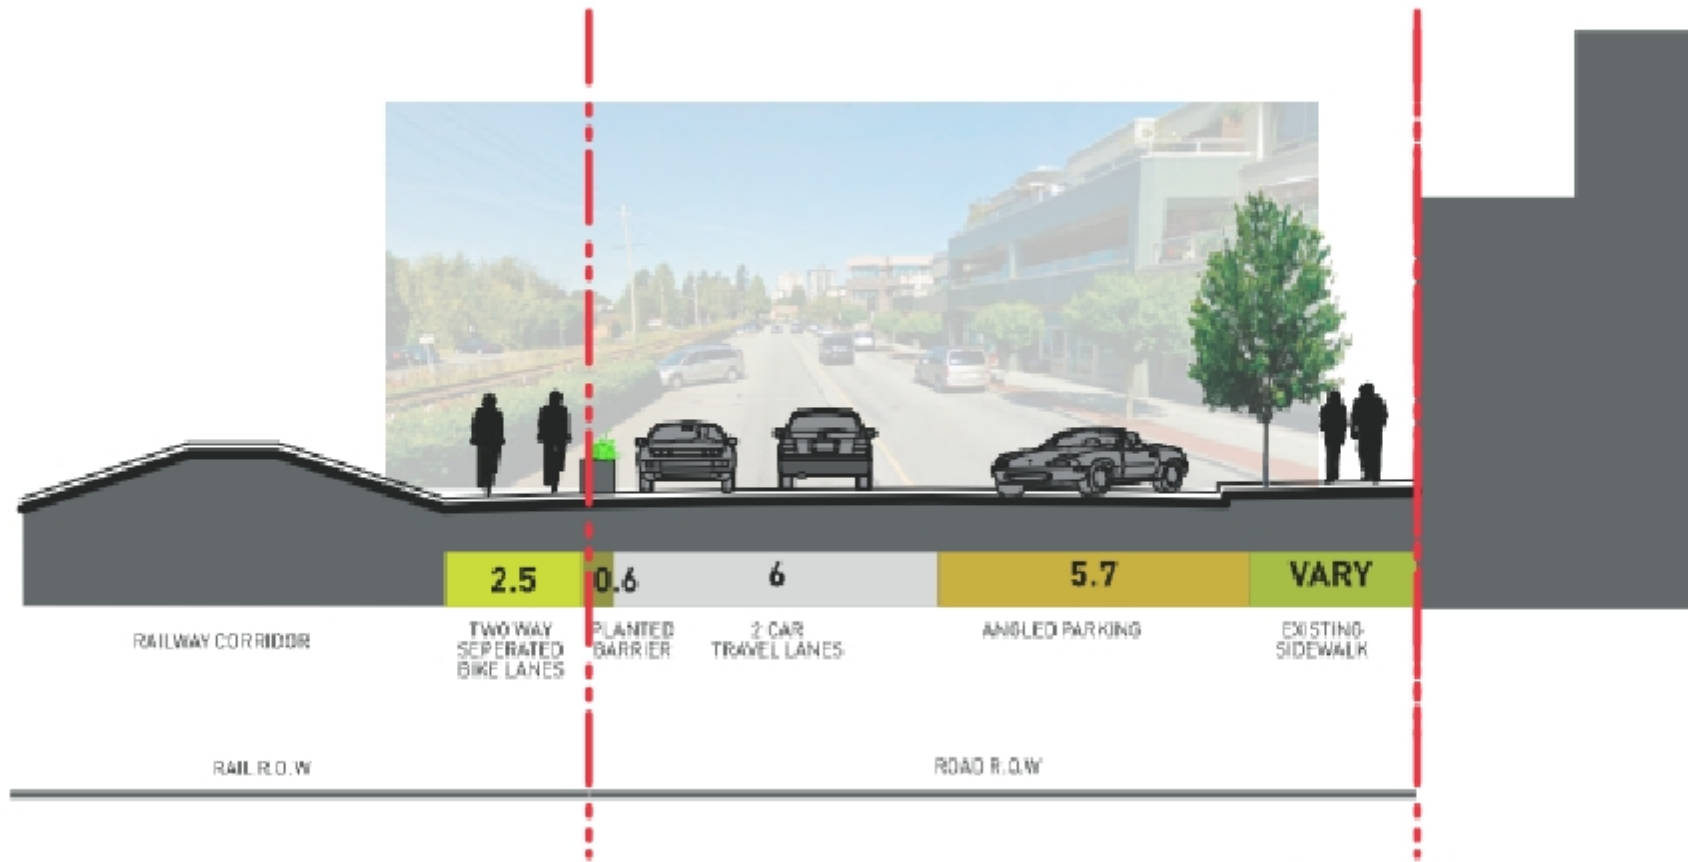 2.5
0.6
6
5.7
VARY
RAILWAY CORRIDOR
TWO WAY
SEPERATED
BIKE LANES
PLANTED
BARRIER
2 CAR
TRAVEL LANES
ANGLED PARKING
EXISTING
SIDEWALK
RAIL R.O.W
ROAD R.O.W